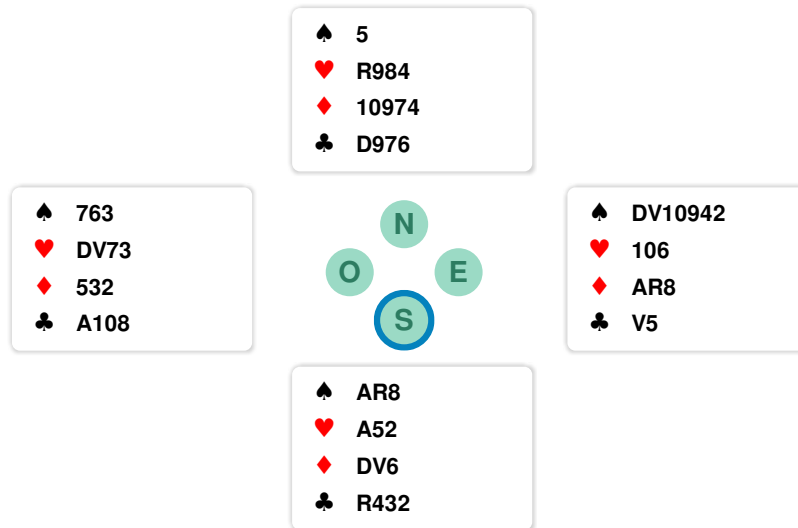 ♠ 5
♥ R984
♦ 10974
♣ D976
♠ 763
♥ DV73
♦ 532
♣ A108
N
O
E
S
♠ DV10942
♥ 106
♦ AR8
♣ V5
♠ AR8
♥ A52
♦ DV6
♣ R432